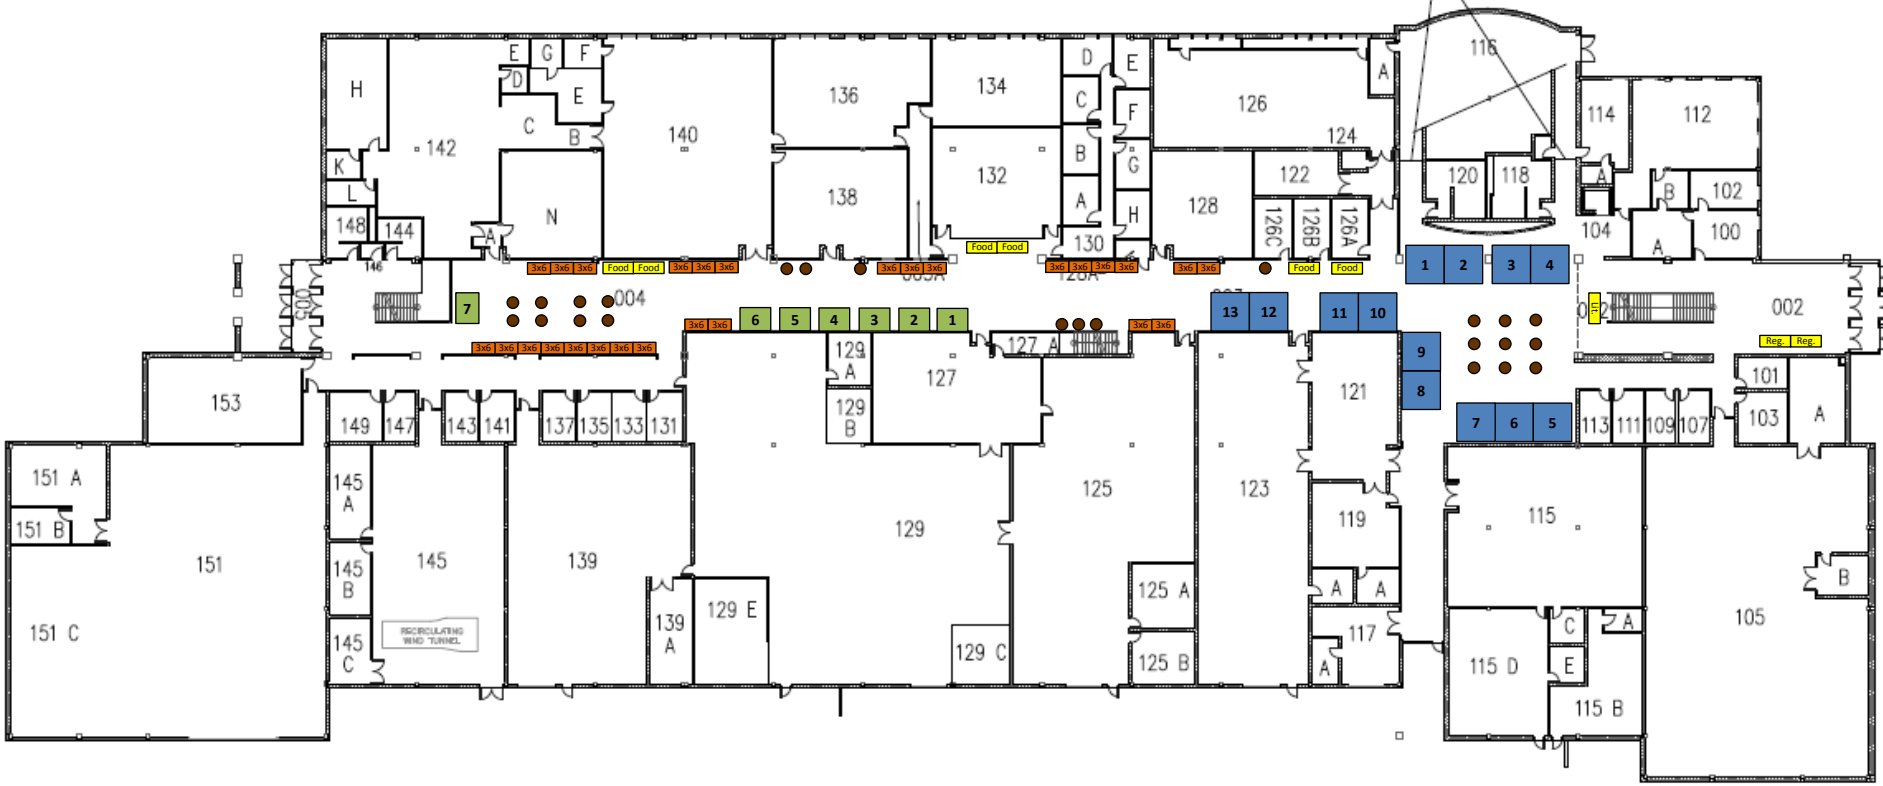 116
H
E
G
F
D
E
C
B
142
140
136
134
D
E
C
F
B
G
A
H
130
126
A
124
114
112
K
L
148
144
A
N
146
138
132
128
122
126C
126B
126A
120
118
A
B
102
104
A
100
Food Food
3x6 3x6 3x6
Food Food
3x6 3x6 3x6
3x6 3x6 3x6
3x6 3x6 3x6 3x6
3x6 3x6
Food
Food
1 2 3 4
005
7
004
002
Lit.
3x6 3x6
6 5 4 3 2 1
3x6 3x6
13 12
11 10
Reg. Reg.
3x6 3x6 3x6 3x6 3x6 3x6 3x6 3x6
127 A
9
8
7 6 5
153
149
147
143
141
137
135
133
131
129
A
129
B
127
121
113
111
109
107
101
103
A
151 A
151 B
151
151 C
145
A
145
B
145
C
145
RECIRCULATING
WIND TUNNEL
139
139
A
129 E
129
129 C
125
125 A
125 B
123
119
A
A
117
A
115
115 D
C
A
E
115 B
105
B